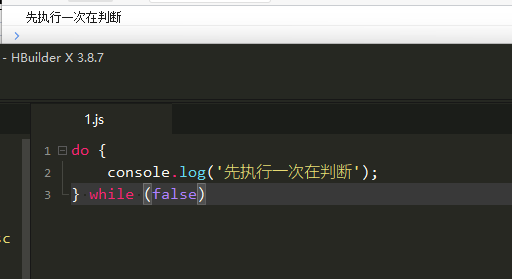 先执行一次在判断
>
- HBuilder X 3.8.7
1.js
1 do {
2 console.log('先执行一次在判断');
3 } while (false)
c